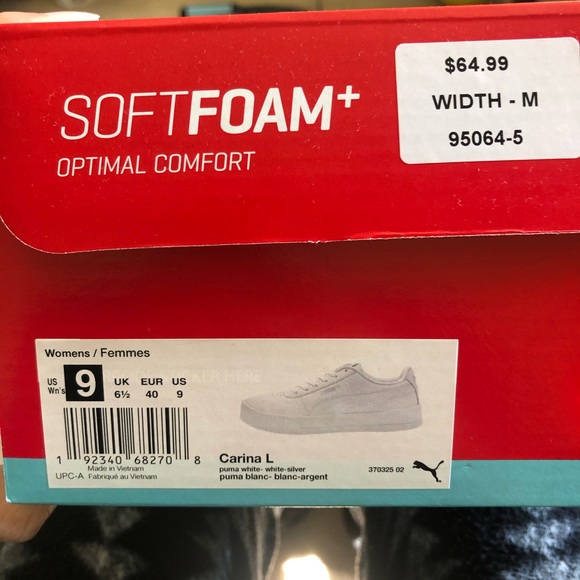 SOFTFOAM+
OPTIMAL COMFORT
$64.99
WIDTH - M
95064-5
Womens / Femmes
US Wn's 9
UK 6½
EUR 40
US 9
1 92340 68270 8
UPC-A
Made in Vietnam
Fabriqué au Vietnam
Carina L
puma white- white-silver
puma blanc- blanc-argent
370325 02